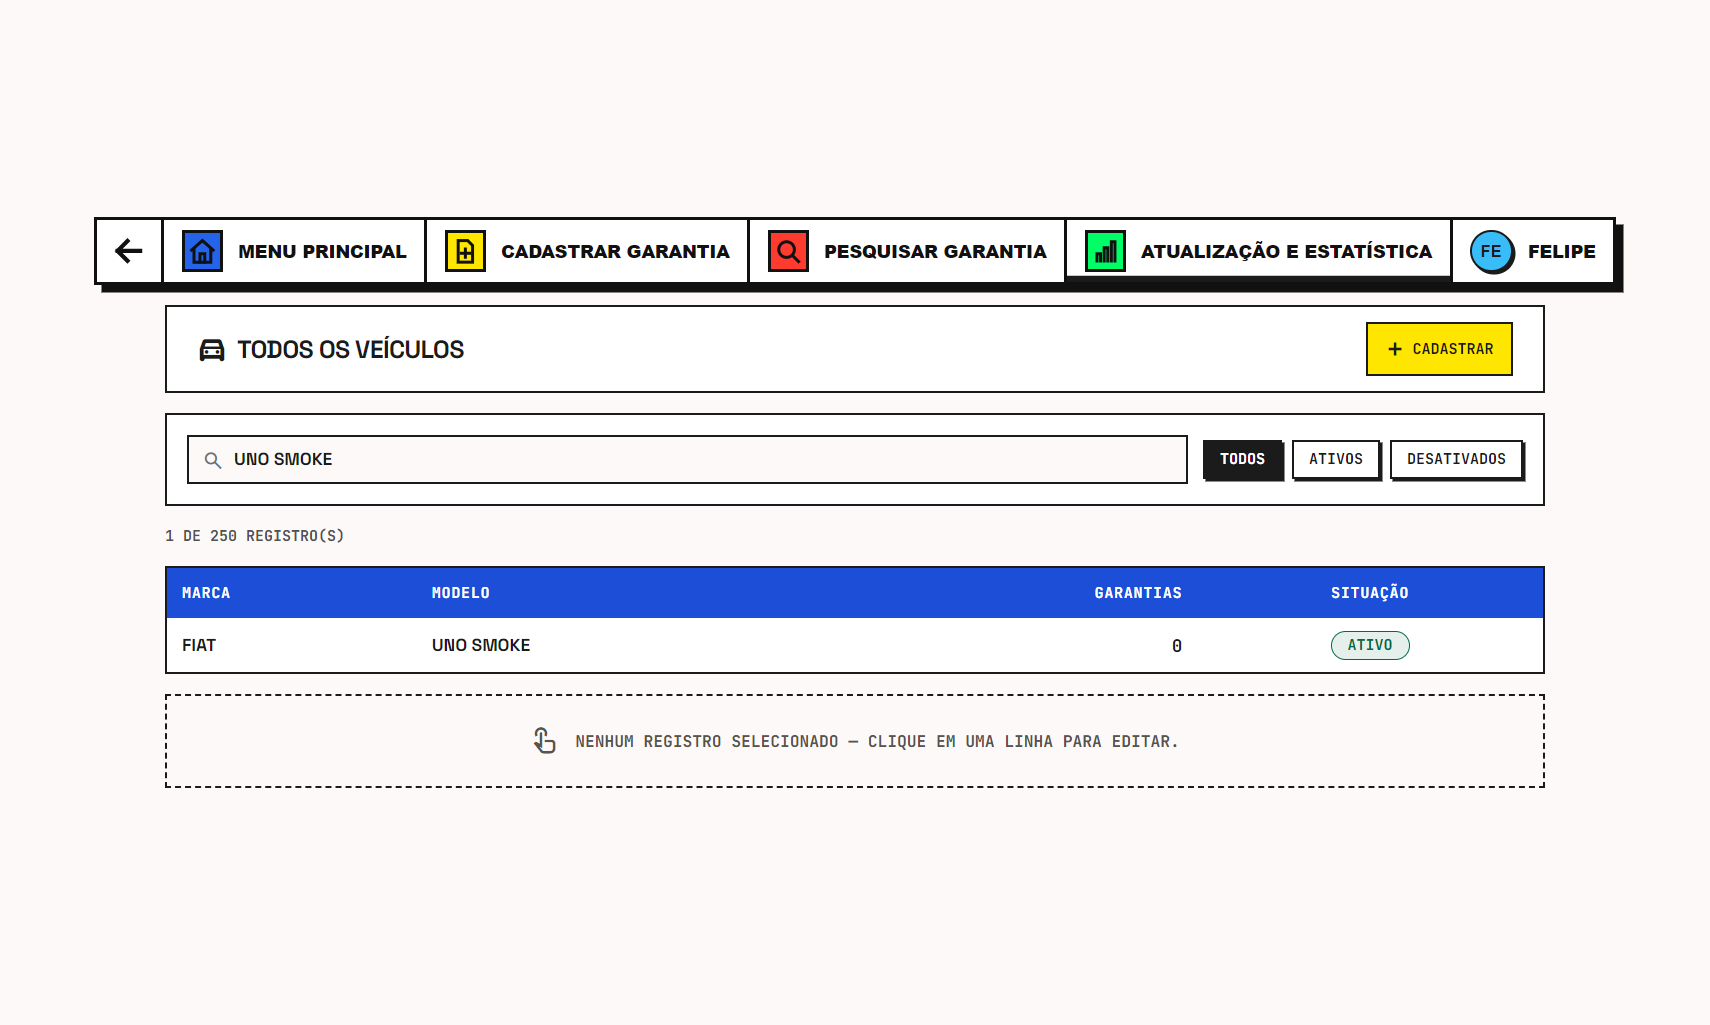 MENU PRINCIPAL
CADASTRAR GARANTIA
PESQUISAR GARANTIA
ATUALIZAÇÃO E ESTATÍSTICA
FE
FELIPE
TODOS OS VEÍCULOS
CADASTRAR
UNO SMOKE
TODOS
ATIVOS
DESATIVADOS
1 DE 250 REGISTRO(S)
MARCA MODELO GARANTIAS SITUAÇÃO
FIAT UNO SMOKE 0 ATIVO
NENHUM REGISTRO SELECIONADO — CLIQUE EM UMA LINHA PARA EDITAR.